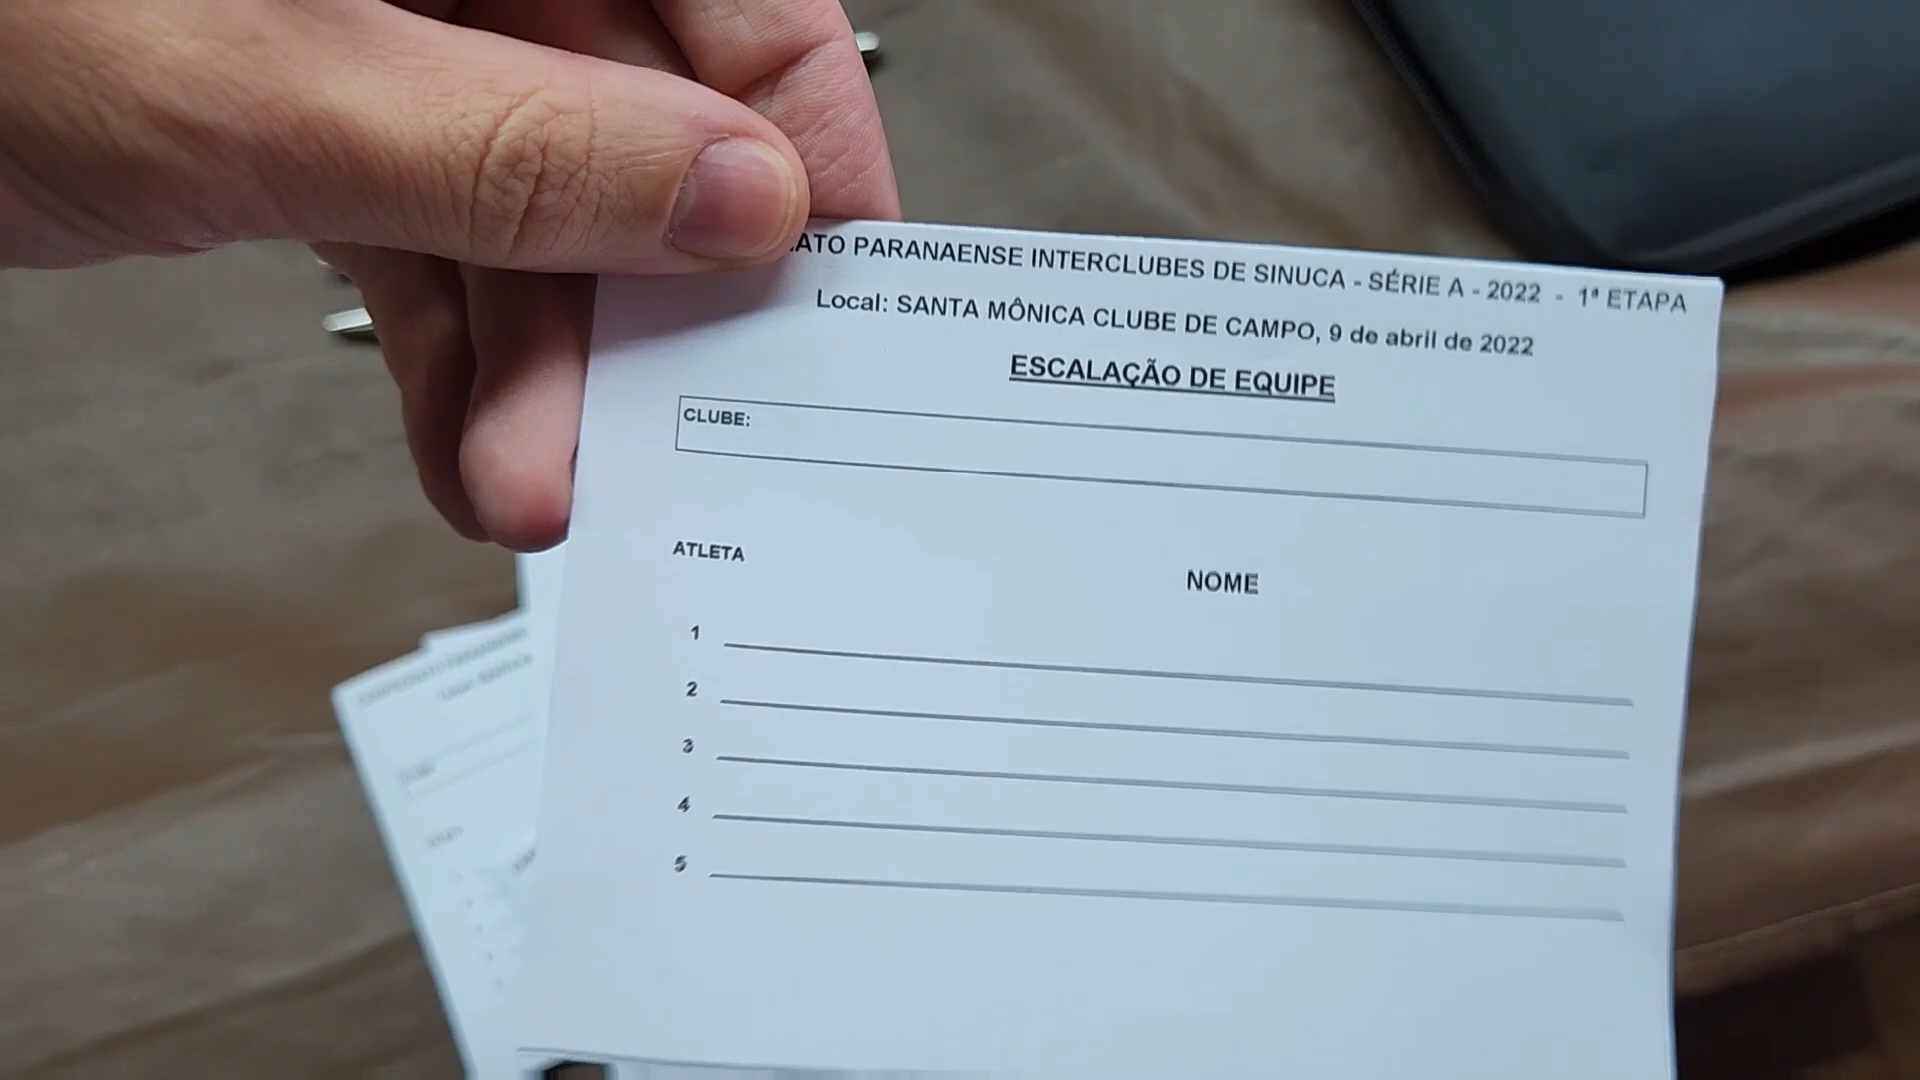 PARANAENSE INTERCLUBES DE SINUCA - SÉRIE A - 2022 - 1ª ETAPA
Local: SANTA MÔNICA CLUBE DE CAMPO, 9 de abril de 2022
ESCALAÇÃO DE EQUIPE
CLUBE:
ATLETA NOME
1
2
3
4
5